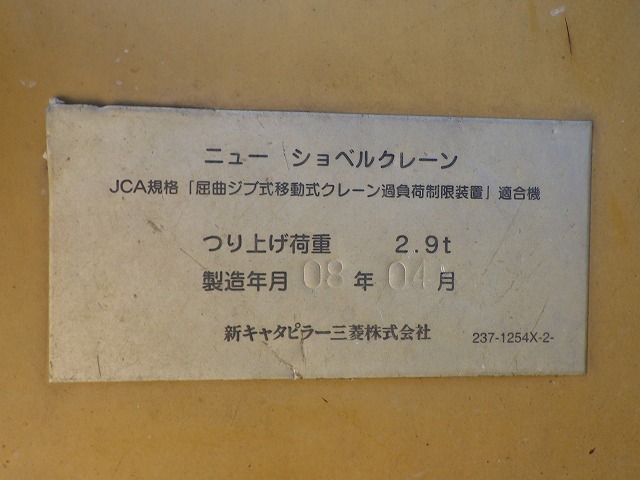 ニュー ショベルクレーン
JCA規格「屈曲ジブ式移動式クレーン過負荷制限装置」適合機
つり上げ荷重 2.9t
製造年月 08 年 04 月
新キャタピラー三菱株式会社 237-1254X-2-